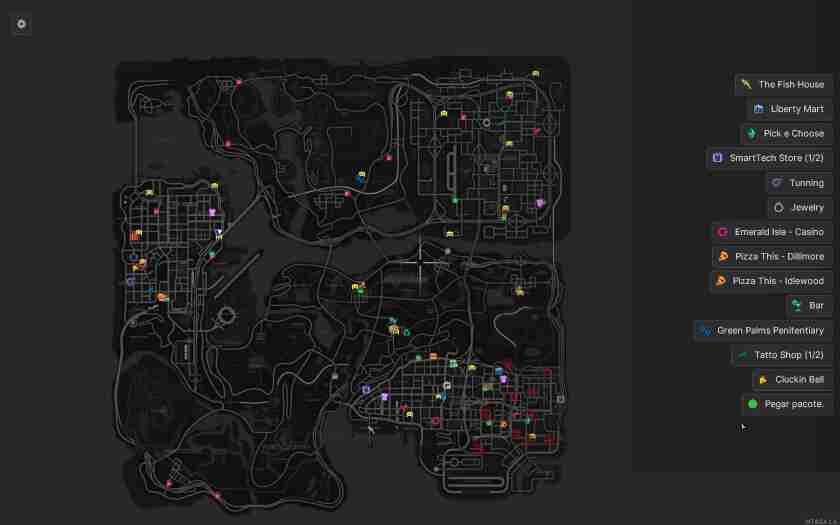 The Fish House
Liberty Mart
Pick e Choose
SmartTech Store (1/2)
Tunning
Jewelry
Emerald Isle - Casino
Pizza This - Dillimore
Pizza This - Idlewood
Bar
Green Palms Penitentiary
Tatto Shop (1/2)
Cluckin Bell
Pegar pacote.